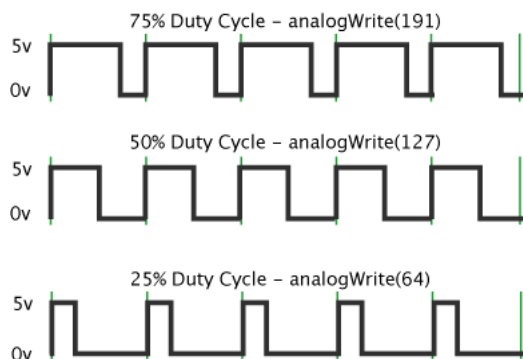 75% Duty Cycle – analogWrite(191)
5v
0v
50% Duty Cycle – analogWrite(127)
5v
0v
25% Duty Cycle – analogWrite(64)
5v
0v